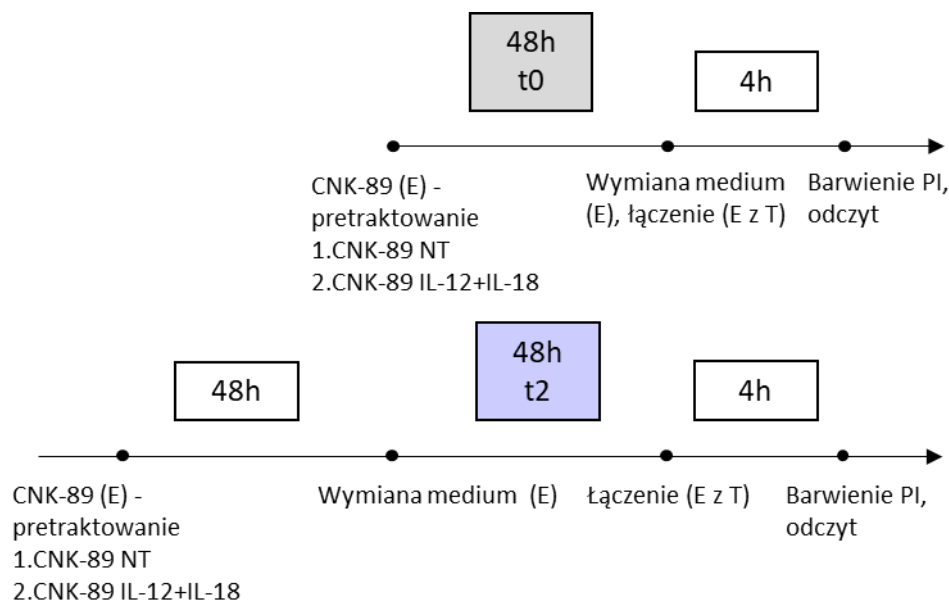 48h
t0
4h
CNK-89 (E) -
pretraktowanie
1.CNK-89 NT
2.CNK-89 IL-12+IL-18
Wymiana medium
(E), łączenie (E z T)
Barwienie PI,
odczyt
48h
48h
t2
4h
CNK-89 (E) -
pretraktowanie
1.CNK-89 NT
2.CNK-89 IL-12+IL-18
Wymiana medium (E)
Łączenie (E z T)
Barwienie PI,
odczyt